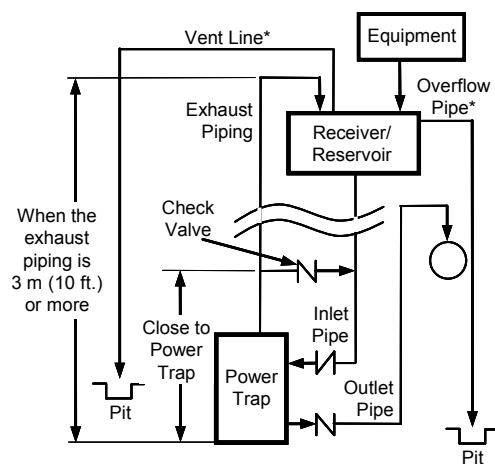 Vent Line*
Equipment
Exhaust
Piping
Overflow
Pipe*
Receiver/
Reservoir
When the
exhaust
piping is
3 m (10 ft.)
or more
Check
Valve
Close to
Power
Trap
Inlet
Pipe
Power
Trap
Outlet
Pipe
Pit
Pit